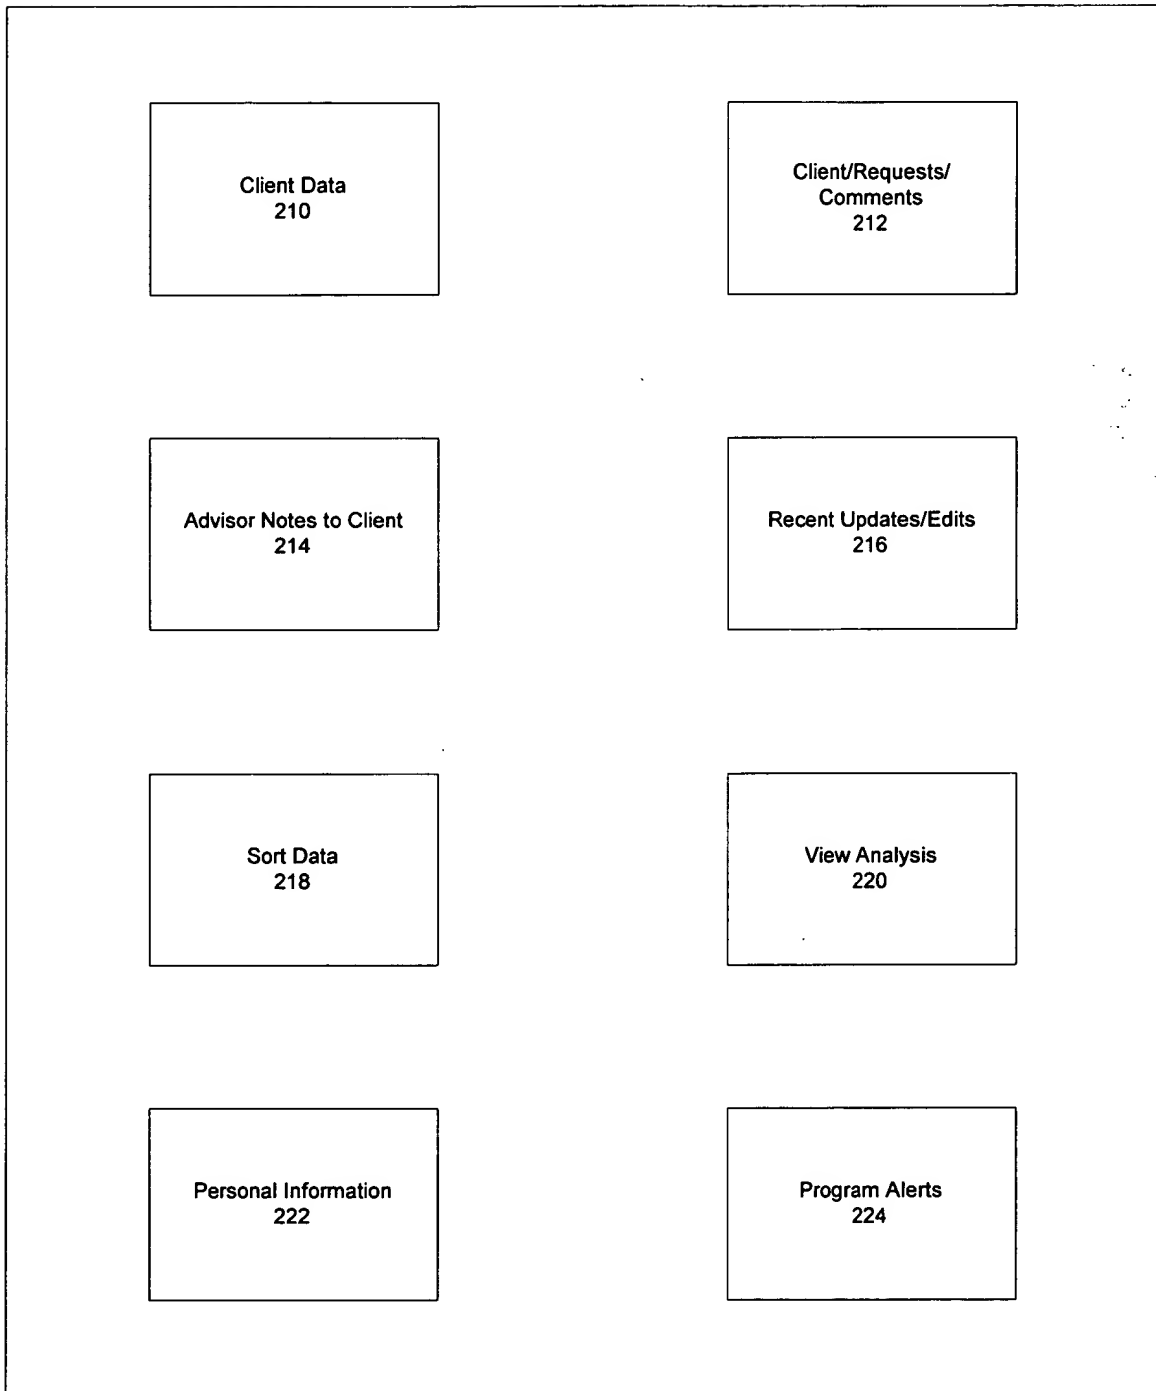 Client Data
210
Client/Requests/
Comments
212
Advisor Notes to Client
214
Recent Updates/Edits
216
Sort Data
218
View Analysis
220
Personal Information
222
Program Alerts
224